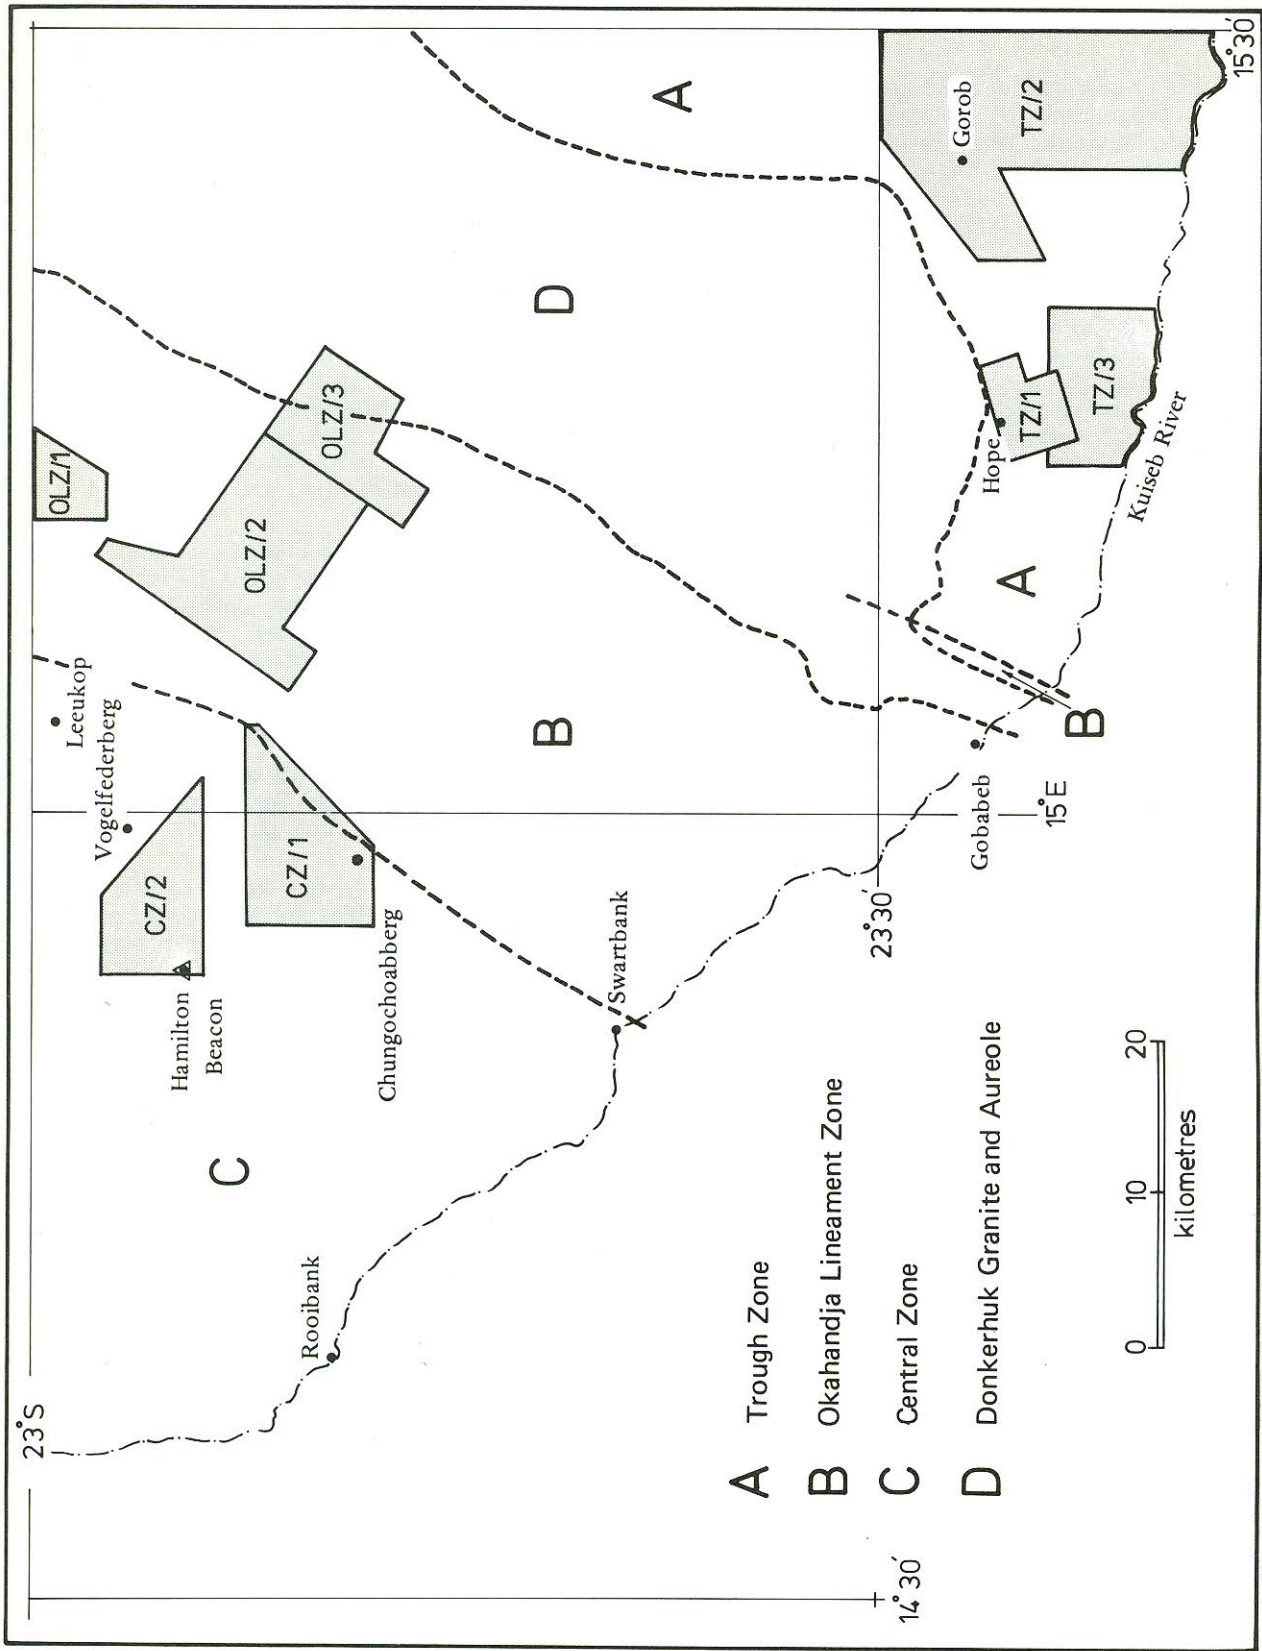 23°S
Leeukop
Vogelfederberg
OLZ/1
CZ/2
Hamilton
Beacon
OLZ/2
OLZ/3
CZ/1
C
Chungochoabberg
Rooibank
B
D
A
Swartbank
23°30'
Gorob
TZ/2
Hope
TZ/1
TZ/3
A
Kuiseb River
B
Gobabeb
15°E
15°30'
14°30'
A Trough Zone
B Okahandja Lineament Zone
C Central Zone
D Donkerhuk Granite and Aureole
0 10 20
kilometres